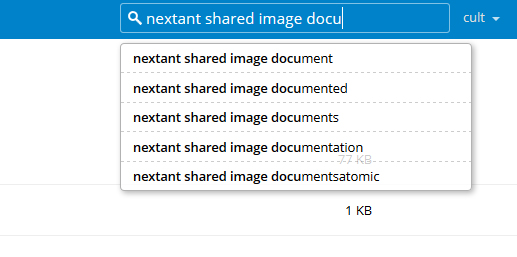 nextant shared image docu
cult
nextant shared image document
nextant shared image documented
nextant shared image documents
nextant shared image documentation
77 KB
nextant shared image documentsatomic
1 KB